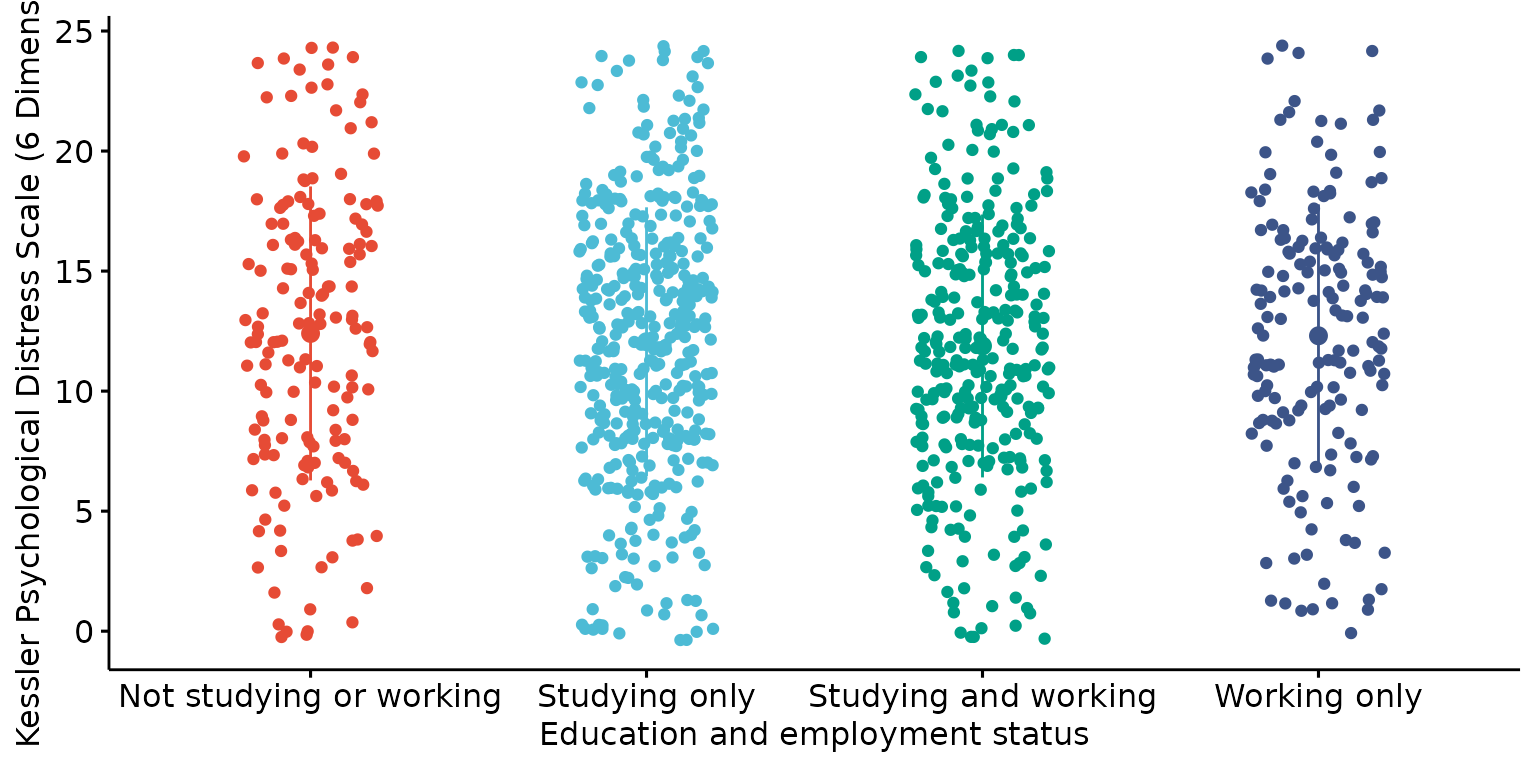 Kessler Psychological Distress Scale (6 Dimens
25
20
15
10
5
0
Not studying or working
Studying only
Studying and working
Working only
Education and employment status